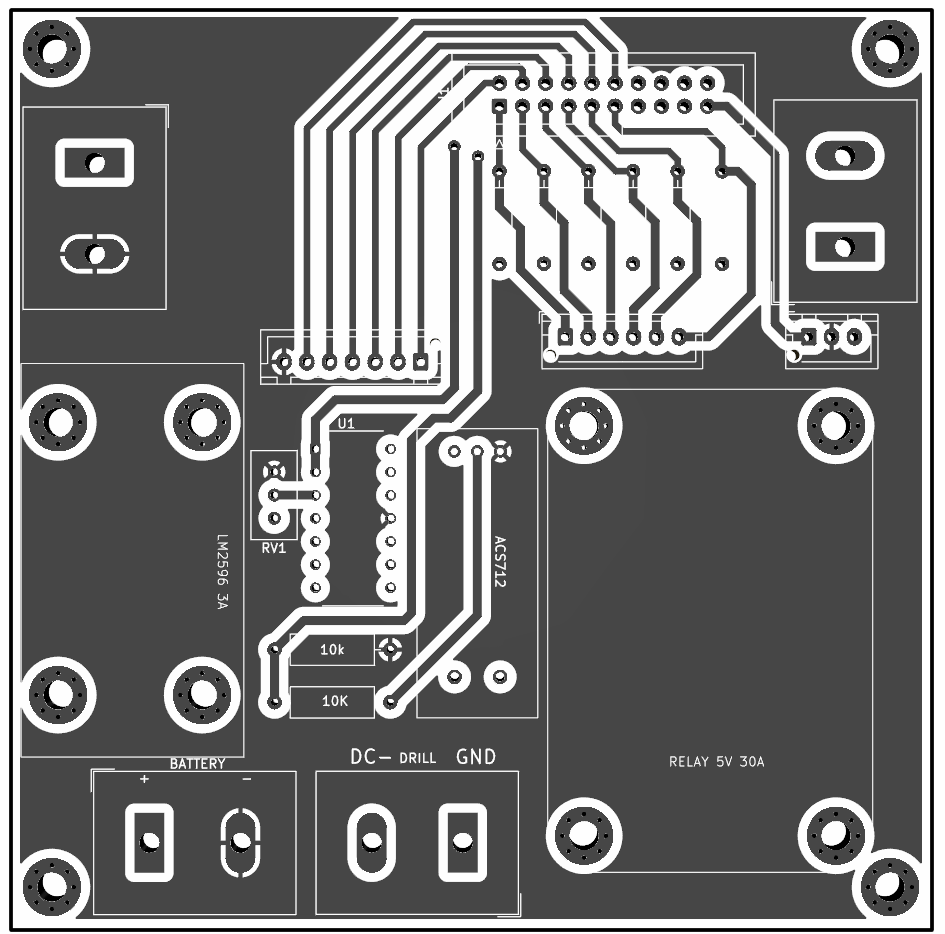 U1
RV1
LM2596 3A
ACS712
10k
10K
BATTERY
+ −
DC− DRILL GND
RELAY 5V 30A